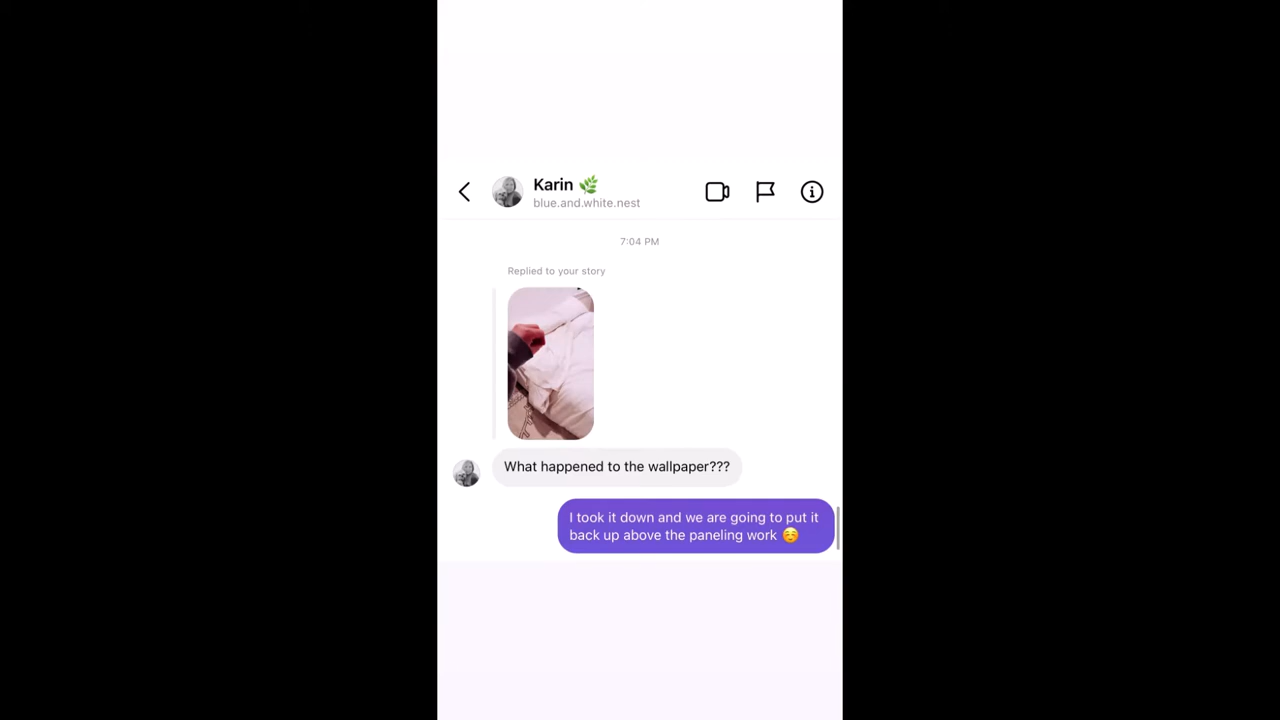 Karin 🌿
blue.and.white.nest
7:04 PM
Replied to your story
What happened to the wallpaper???
I took it down and we are going to put it
back up above the paneling work ☺️